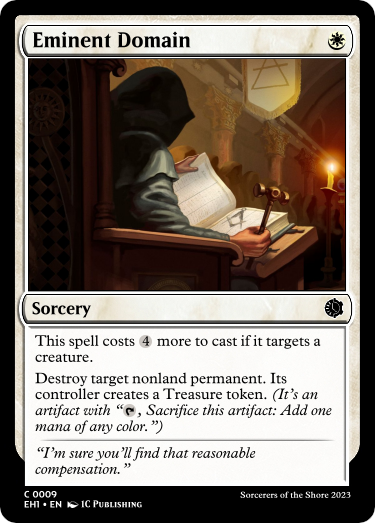 Eminent Domain
Sorcery
This spell costs 4 more to cast if it targets a
creature.
Destroy target nonland permanent. Its
controller creates a Treasure token. (It's an
artifact with “, Sacrifice this artifact: Add one
mana of any color.”)
“I'm sure you'll find that reasonable
compensation.”
C 0009
EH1 • EN IC Publishing
Sorcerers of the Shore 2023